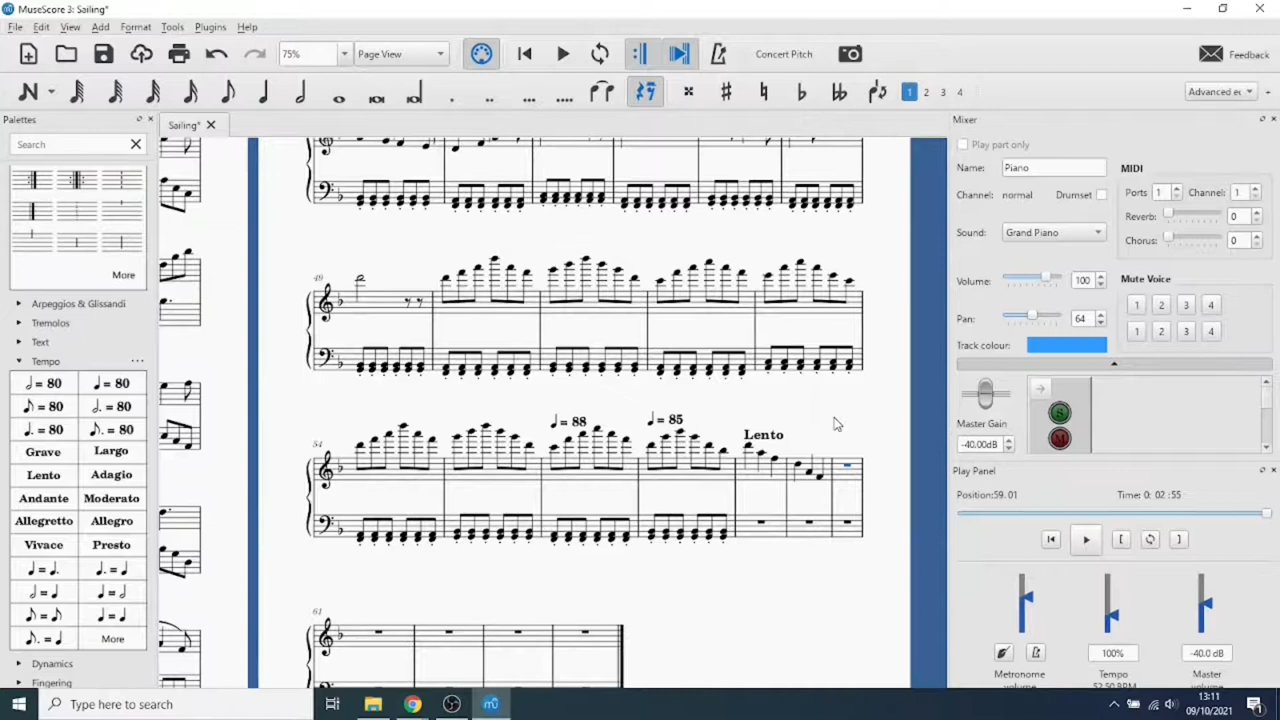 MuseScore 3: Sailing*
File Edit View Add Format Tools Plugins Help
75% Page View Concert Pitch Feedback
1 2 3 4 Advanced
Palettes Sailing* Mixer
Search Play part only
Name: Piano MIDI
Channel: normal Drumset Ports 1 Channel: 1
Reverb: 0
Sound: Grand Piano Chorus: 0
More
49
Volume: 100 Mute Voice
Arpeggios & Glissandi 1 2 3 4
Tremolos Pan: 64
Text 1 2 3 4
Track colour:
Tempo
= 80 = 80
= 80 = 80
= 80 = 80
Grave Largo
Lento Adagio
Andante Moderato
Allegretto Allegro
Vivace Presto
More
Dynamics
Fingering
54 = 88 = 85 Lento
61
S
M
Master Gain
-40.00dB
Play Panel
Position:59. 01 Time: 0: 02 :55
100% -40.0 dB
Metronome volume Tempo 52.50 BPM Master volume
Type here to search
13:11
09/10/2021